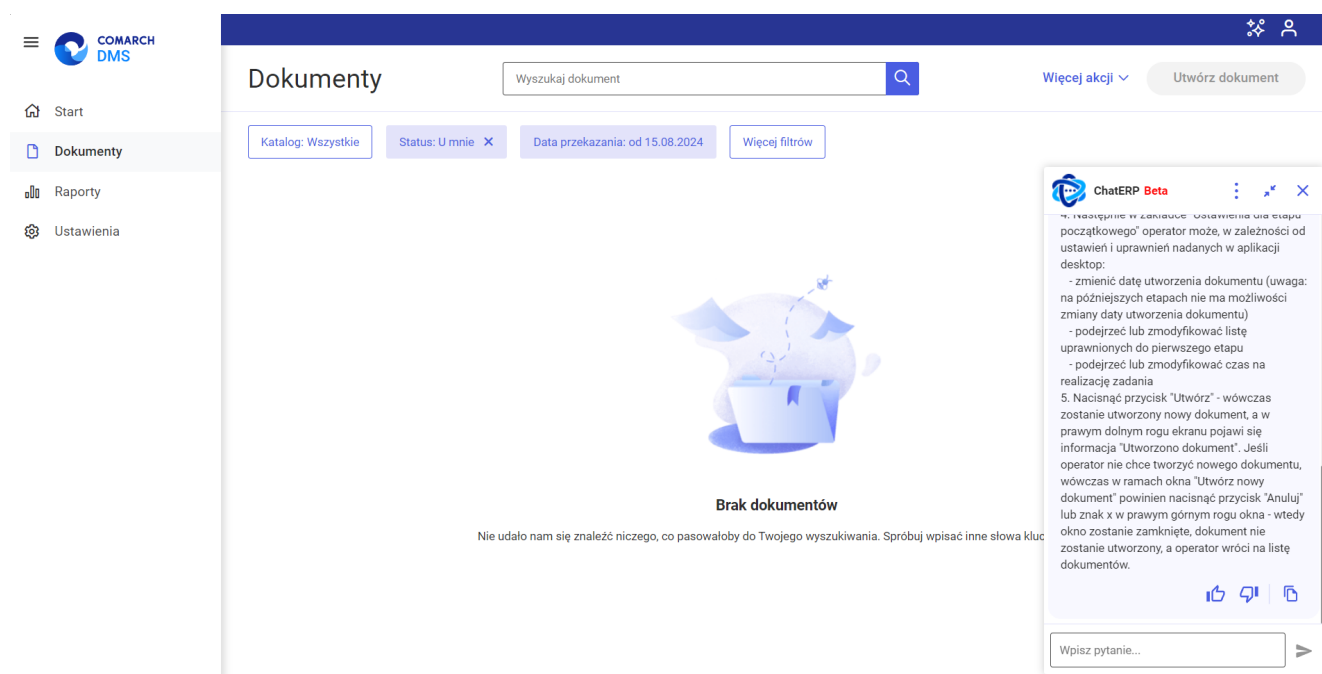 COMARCH
DMS
Start
Dokumenty
Raporty
Ustawienia
Dokumenty
Wyszukaj dokument
Więcej akcji
Utwórz dokument
Katalog: Wszystkie
Status: U mnie
Data przekazania: od 15.08.2024
Więcej filtrów
Brak dokumentów
Nie udało nam się znaleźć niczego, co pasowałoby do Twojego wyszukiwania. Spróbuj wpisać inne słowa kluc
ChatERP Beta
4. Następnie w zakładce "Ustawienia dla etapu
początkowego" operator może, w zależności od
ustawień i uprawnień nadanych w aplikacji
desktop:
- zmienić datę utworzenia dokumentu (uwaga:
na późniejszych etapach nie ma możliwości
zmiany daty utworzenia dokumentu)
- podejrzeć lub zmodyfikować listę
uprawnionych do pierwszego etapu
- podejrzeć lub zmodyfikować czas na
realizację zadania
5. Nacisnąć przycisk "Utwórz" - wówczas
zostanie utworzony nowy dokument, a w
prawym dolnym rogu ekranu pojawi się
informacja "Utworzono dokument". Jeśli
operator nie chce tworzyć nowego dokumentu,
wówczas w ramach okna "Utwórz nowy
dokument" powinien nacisnąć przycisk "Anuluj"
lub znak x w prawym górnym rogu okna - wtedy
okno zostanie zamknięte, dokument nie
zostanie utworzony, a operator wróci na listę
dokumentów.
Wpisz pytanie...